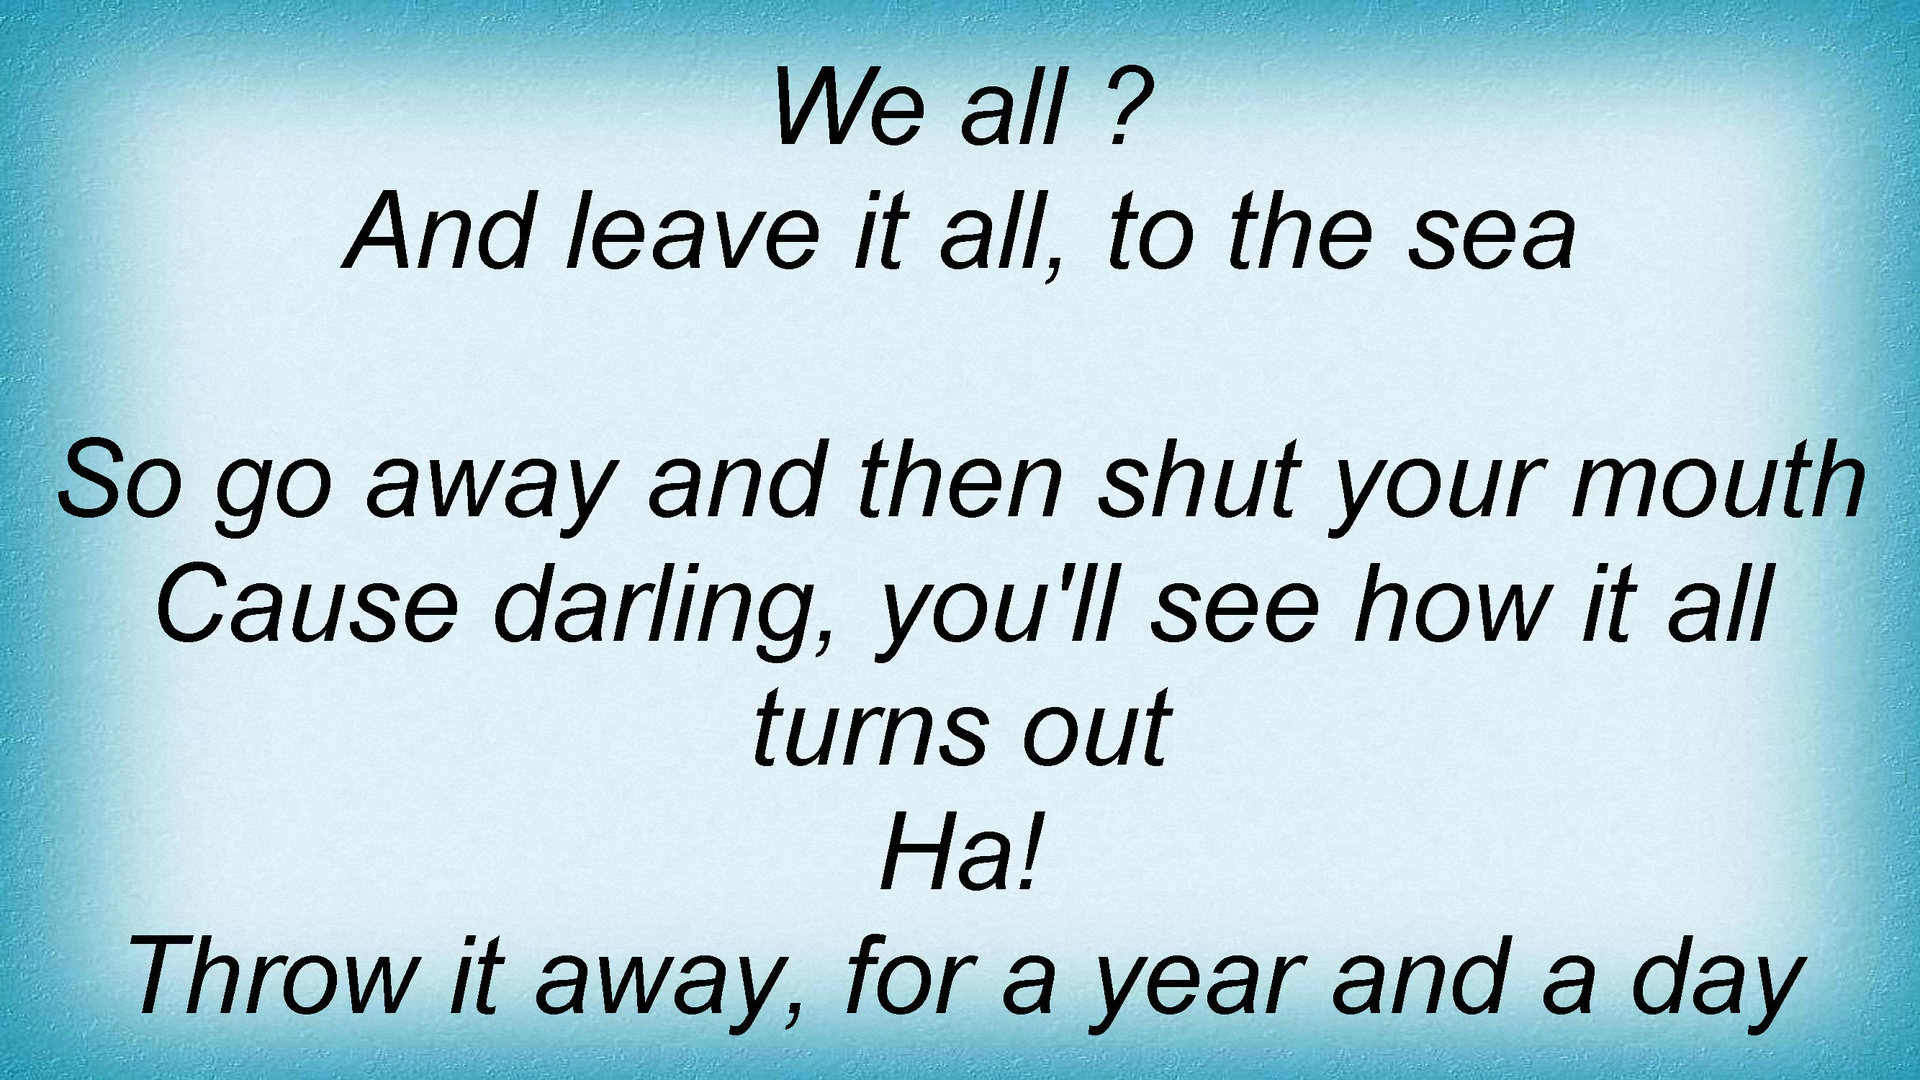 We all ?
And leave it all, to the sea
So go away and then shut your mouth
Cause darling, you'll see how it all
turns out
Ha!
Throw it away, for a year and a day